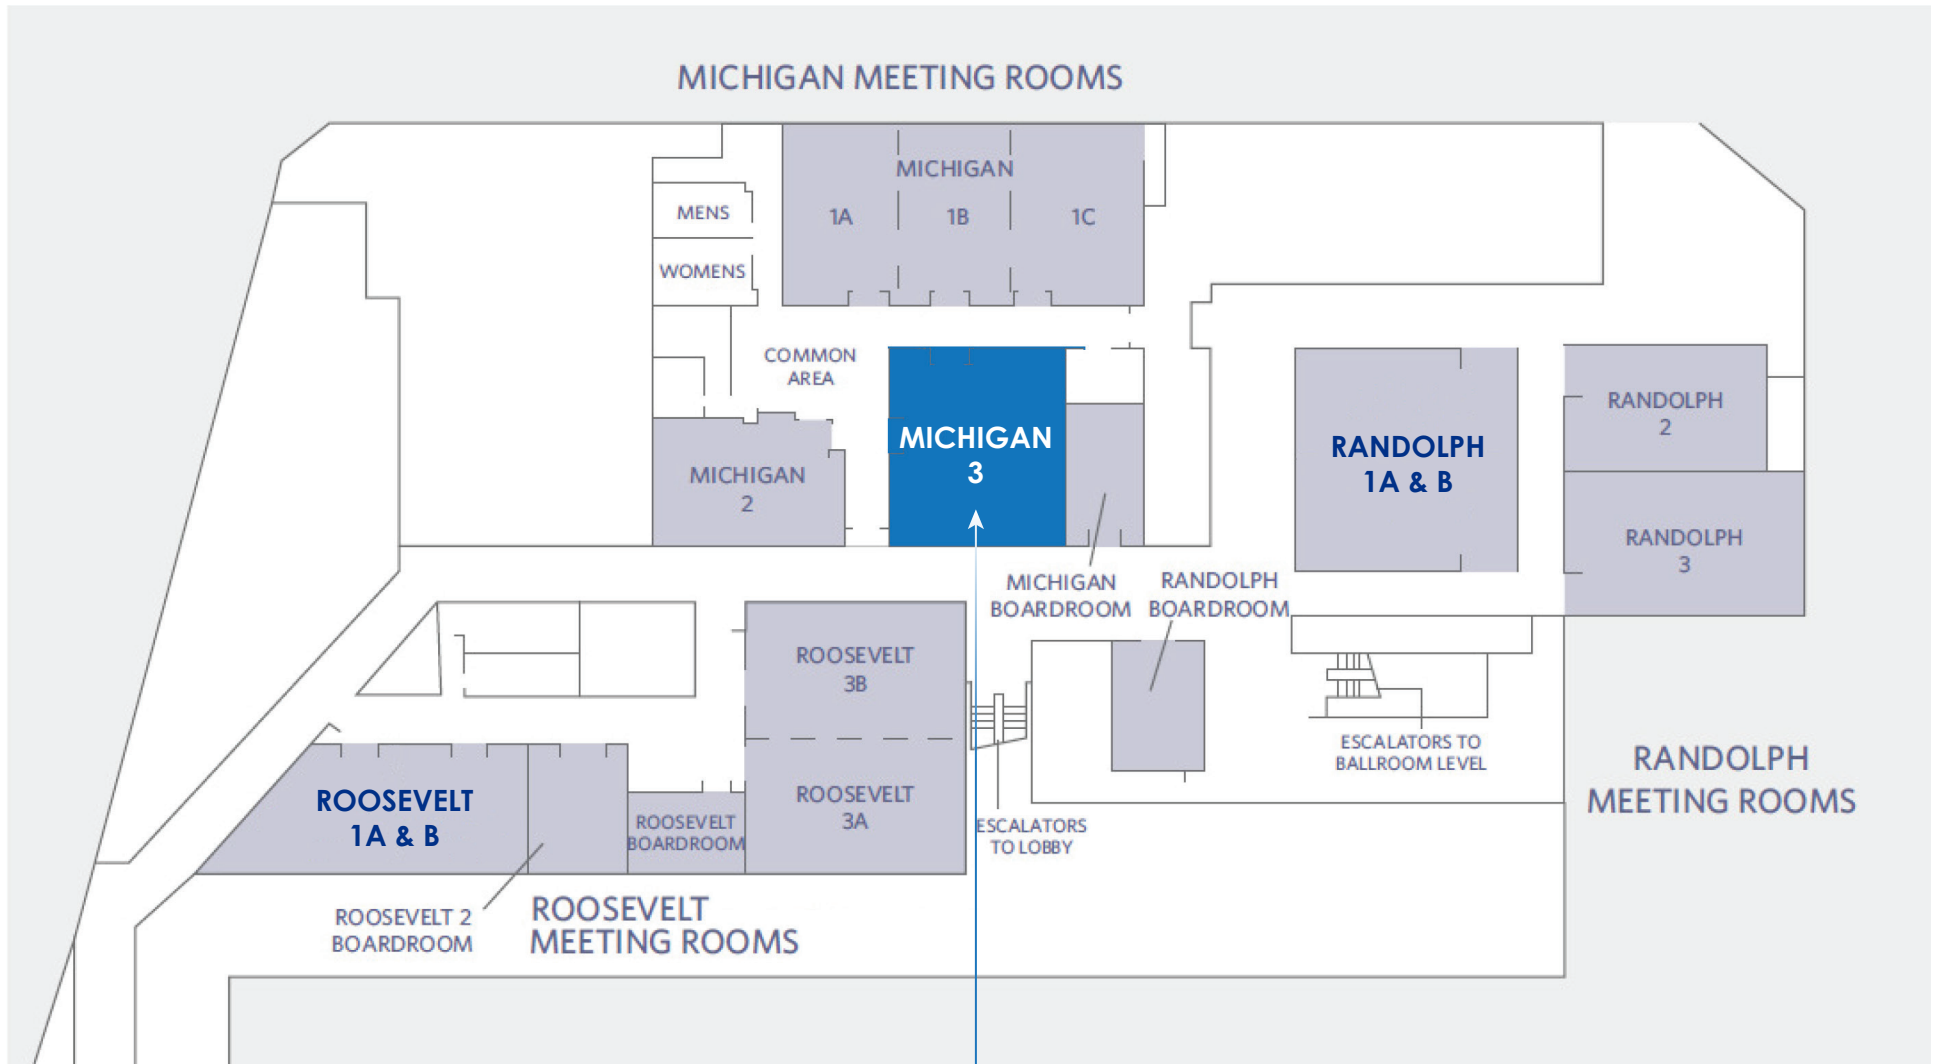 MICHIGAN MEETING ROOMS
MICHIGAN
1A
1B
1C
MENS
WOMENS
COMMON
AREA
MICHIGAN
2
MICHIGAN
3
RANDOLPH
1A & B
RANDOLPH
2
RANDOLPH
3
MICHIGAN
BOARDROOM
RANDOLPH
BOARDROOM
ROOSEVELT
3B
ROOSEVELT
3A
ROOSEVELT
1A & B
ROOSEVELT
BOARDROOM
ESCALATORS
TO LOBBY
ESCALATORS TO
BALLROOM LEVEL
RANDOLPH
MEETING ROOMS
ROOSEVELT 2
BOARDROOM
ROOSEVELT
MEETING ROOMS